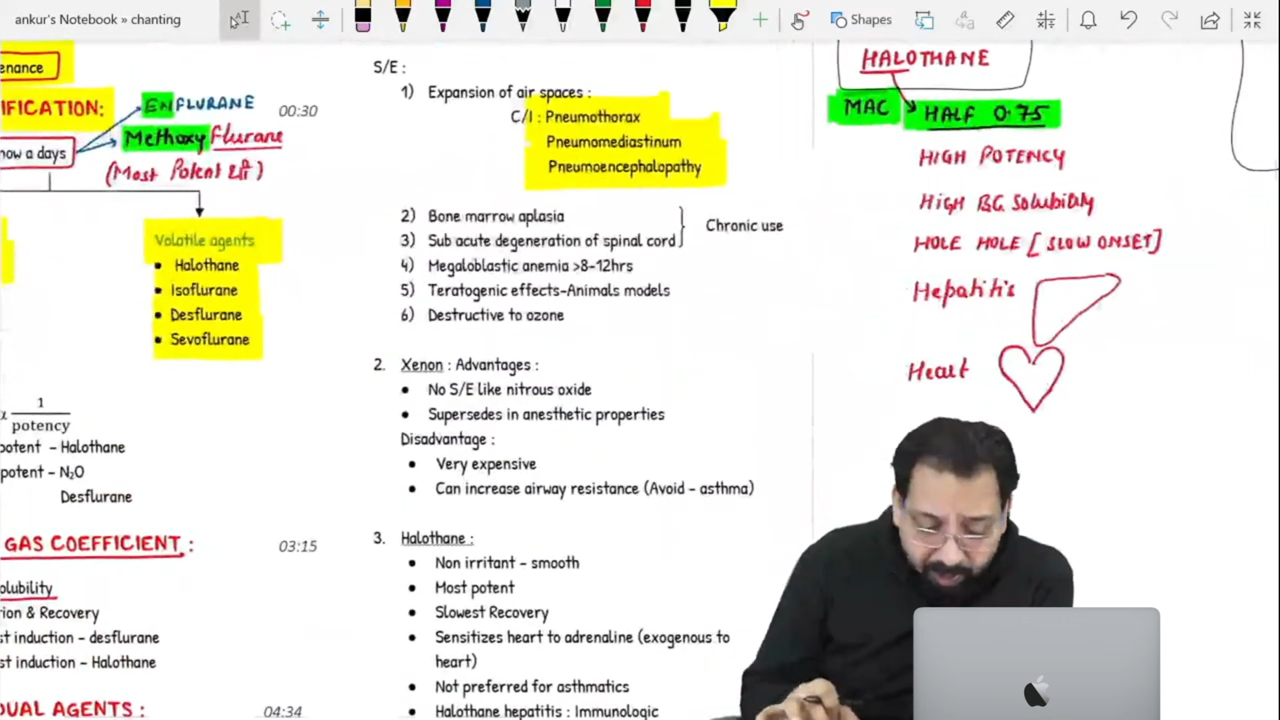 ankur's Notebook » chanting
Shapes
enance
IFICATION:
ENFLURANE
00:30
Methoxy flurane
now a days
(Most Potent
Volatile agents
• Halothane
• Isoflurane
• Desflurane
• Sevoflurane
1
potency
potent - Halothane
potent - N₂O
Desflurane
GAS COEFFICIENT :
03:15
olubility
tion & Recovery
st induction - desflurane
st induction - Halothane
DUAL AGENTS :
04:34
S/E :
1) Expansion of air spaces :
C/I : Pneumothorax
Pneumomediastinum
Pneumoencephalopathy
2) Bone marrow aplasia
3) Sub acute degeneration of spinal cord
Chronic use
4) Megaloblastic anemia >8-12hrs
5) Teratogenic effects-Animals models
6) Destructive to ozone
2. Xenon : Advantages :
• No S/E like nitrous oxide
• Supersedes in anesthetic properties
Disadvantage :
• Very expensive
• Can increase airway resistance (Avoid - asthma)
3. Halothane :
• Non irritant - smooth
• Most potent
• Slowest Recovery
• Sensitizes heart to adrenaline (exogenous to
heart)
• Not preferred for asthmatics
• Halothane hepatitis : Immunologic
HALOTHANE
MAC
HALF 0.75
HIGH POTENCY
HIGH B.G. Solubility
HOLE HOLE [SLOW ONSET]
Hepatitis
Heart